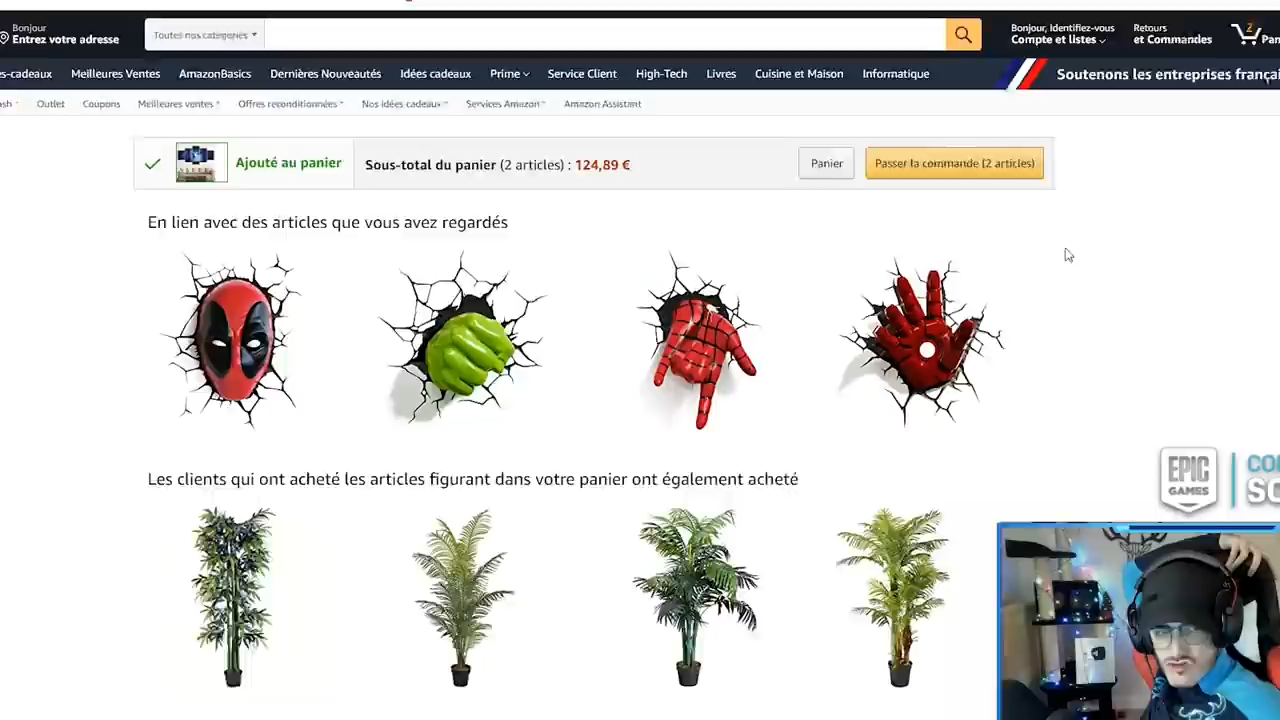 Bonjour
Entrez votre adresse
Toutes nos catégories
Bonjour, Identifiez-vous
Compte et listes
Retours
et Commandes
2
Pan
s-cadeaux
Meilleures Ventes
AmazonBasics
Dernières Nouveautés
Idées cadeaux
Prime
Service Client
High-Tech
Livres
Cuisine et Maison
Informatique
Soutenons les entreprises françai
ash
Outlet
Coupons
Meilleures ventes
Offres reconditionnées
Nos idées cadeaux
Services Amazon
Amazon Assistant
Ajouté au panier
Sous-total du panier (2 articles) : 124,89 €
Panier
Passer la commande (2 articles)
En lien avec des articles que vous avez regardés
Les clients qui ont acheté les articles figurant dans votre panier ont également acheté
EPIC
GAMES